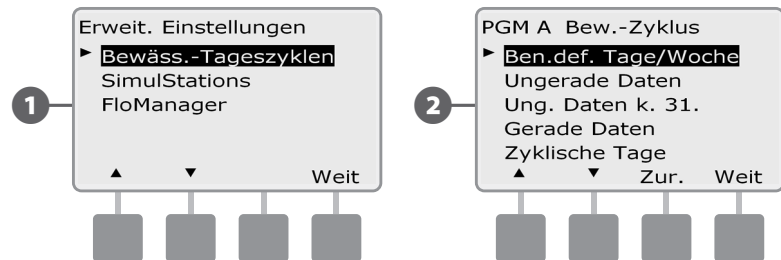 Erweit. Einstellungen
► Bewäss.-Tageszyklen
SimulStations
FloManager
▲ ▼ Weit
1
PGM A Bew.-Zyklus
► Ben.def. Tage/Woche
Ungerade Daten
Ung. Daten k. 31.
Gerade Daten
Zyklische Tage
▲ ▼ Zur. Weit
2